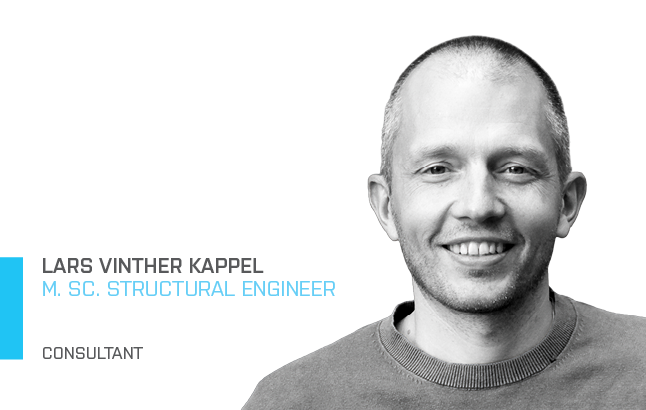 LARS VINTHER KAPPEL
M. SC. STRUCTURAL ENGINEER
CONSULTANT